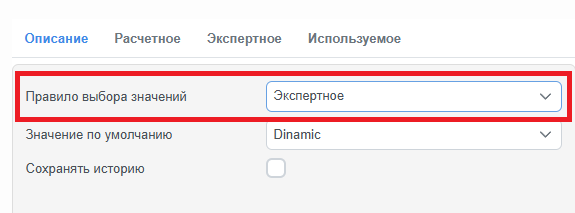 Описание Расчетное Экспертное Используемое
Правило выбора значений Экспертное
Значение по умолчанию Dinamic
Сохранять историю